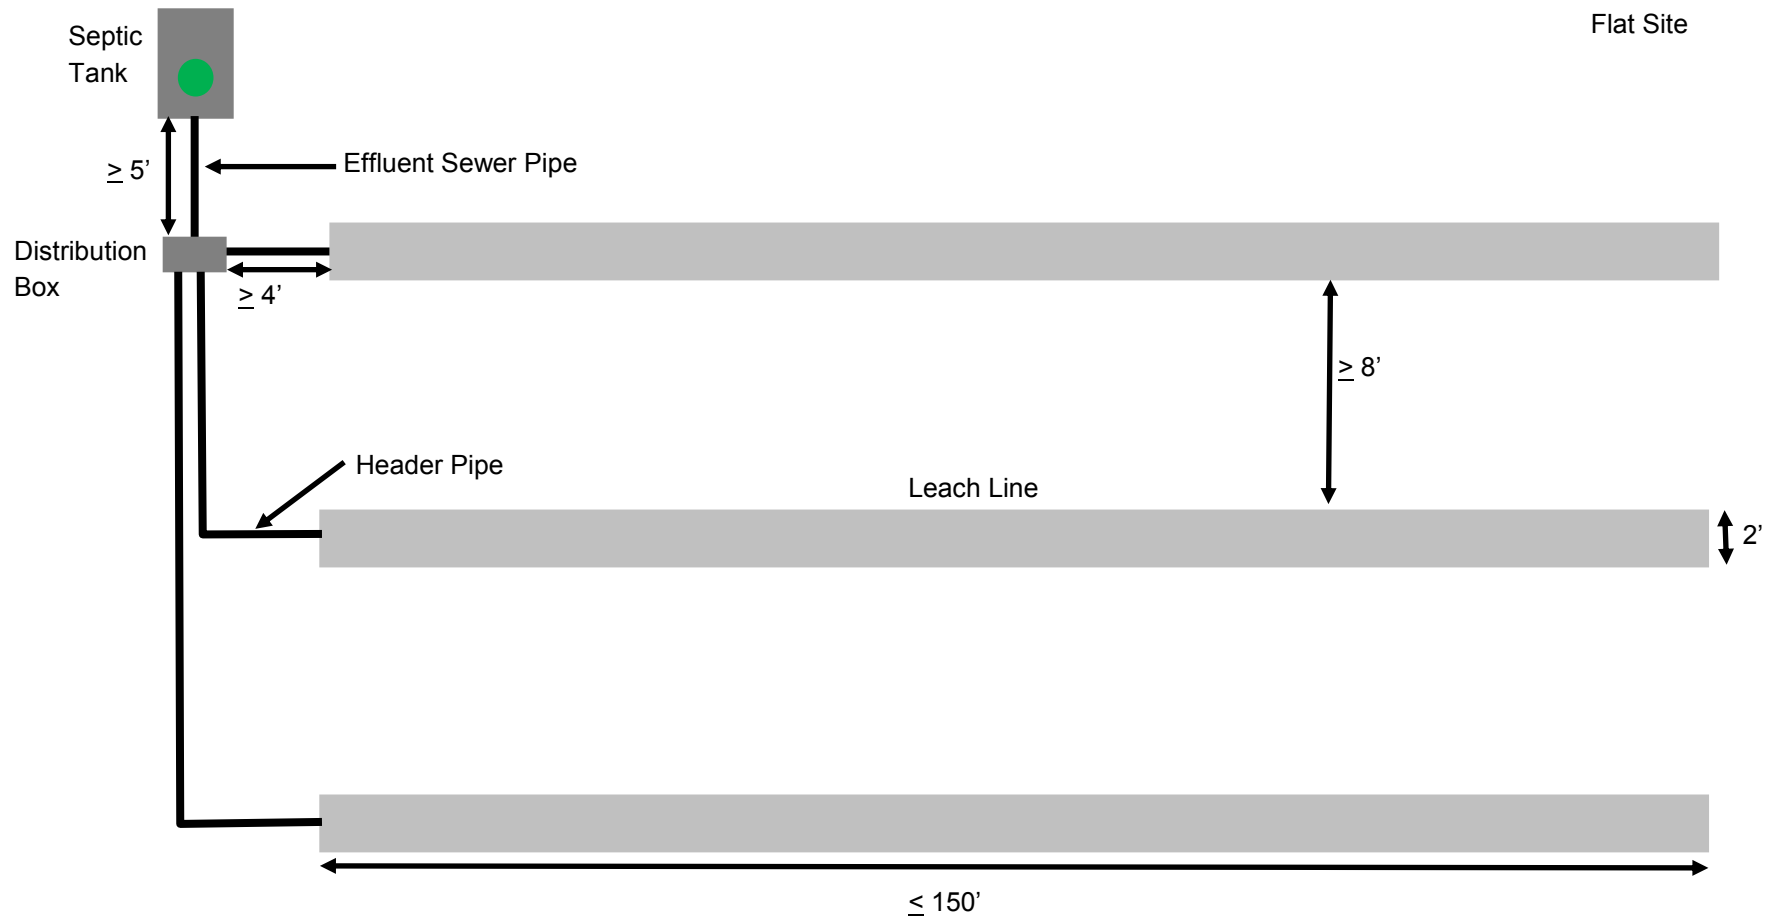 Flat Site
Septic
Tank
≥ 5’
Effluent Sewer Pipe
Distribution
Box
≥ 4’
≥ 8’
Header Pipe
Leach Line
2’
≤ 150’